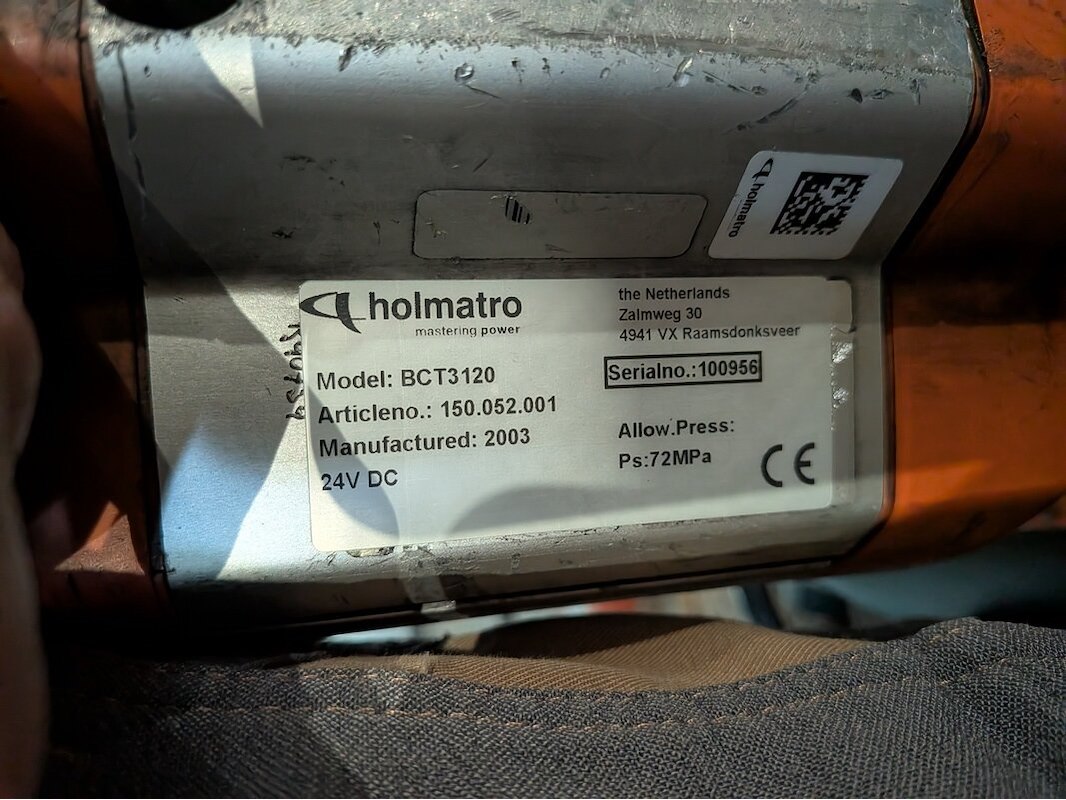 holmatro
holmatro
mastering power
the Netherlands
Zalmweg 30
4941 VX Raamsdonksveer
Model: BCT3120
Serialno.:100956
Articleno.: 150.052.001
Manufactured: 2003
24V DC
Allow.Press:
Ps:72MPa
CE